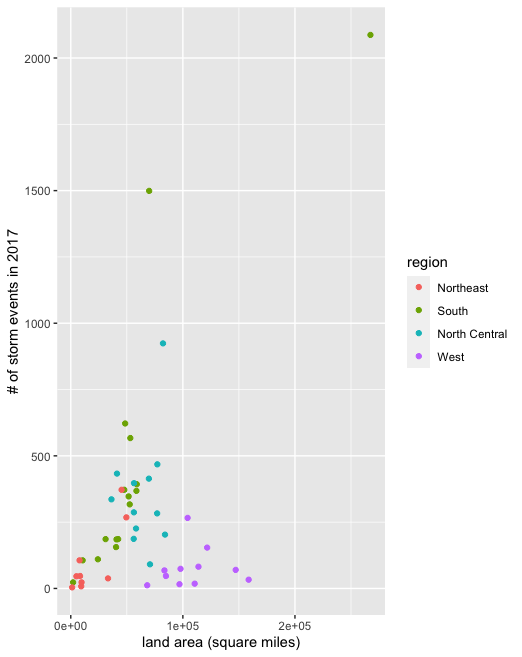 2000
1500
1000
500
0
# of storm events in 2017
0e+00
1e+05
2e+05
land area (square miles)
region
Northeast
South
North Central
West